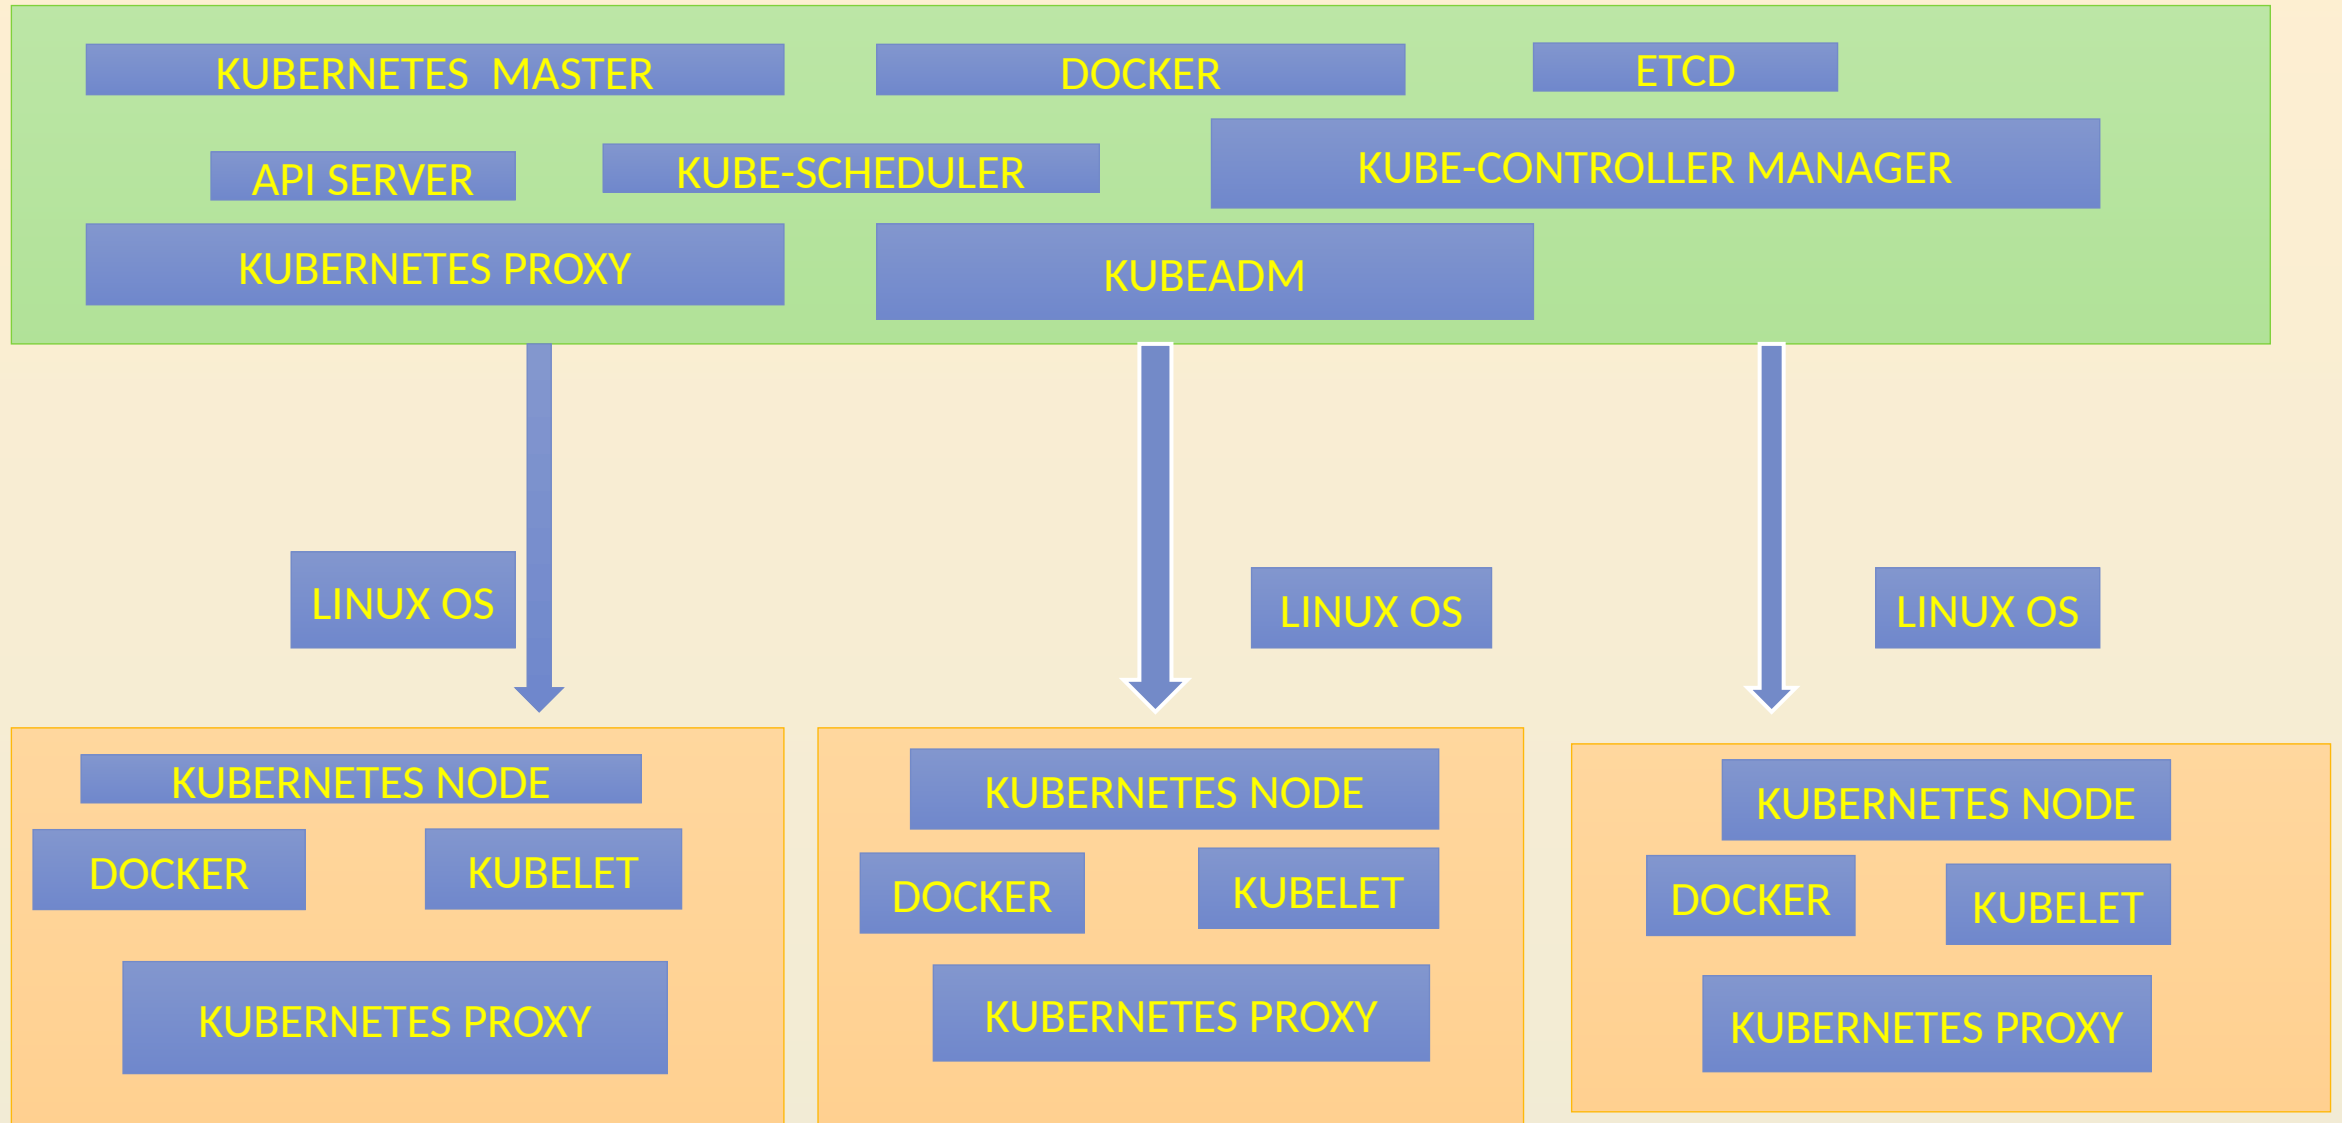 KUBERNETES  MASTER
DOCKER
ETCD
API SERVER
KUBE-SCHEDULER
KUBE-CONTROLLER MANAGER
KUBERNETES PROXY
KUBEADM
LINUX OS
LINUX OS
LINUX OS
KUBERNETES NODE
DOCKER
KUBELET
KUBERNETES PROXY
KUBERNETES NODE
DOCKER
KUBELET
KUBERNETES PROXY
KUBERNETES NODE
DOCKER
KUBELET
KUBERNETES PROXY